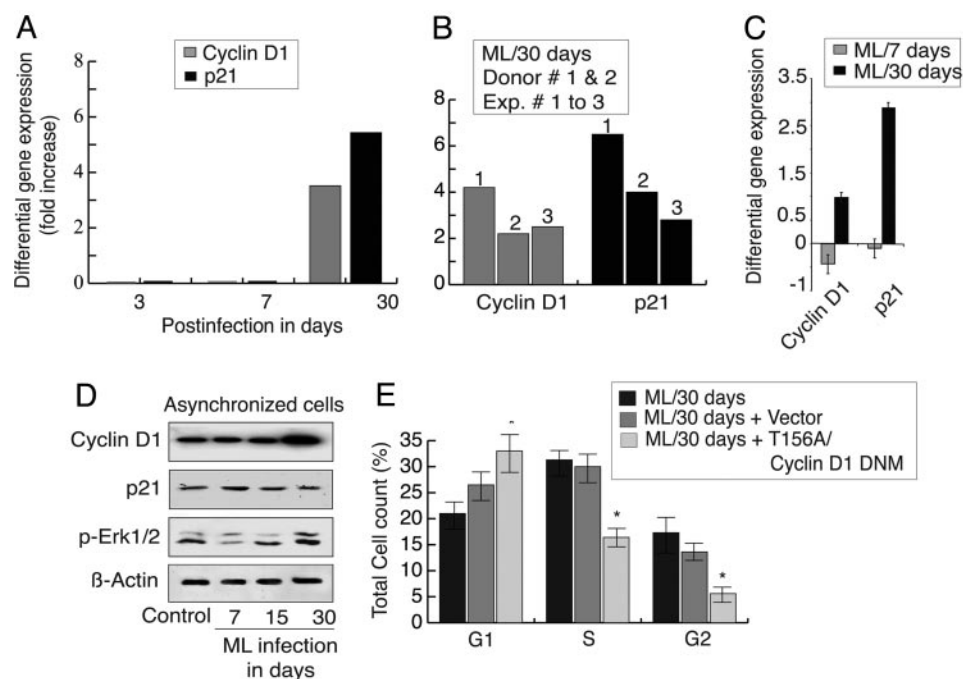 A
Cyclin D1
p21
Differential gene expression
(fold increase)
8
6
4
2
0
3 7 30
Postinfection in days
B
ML/30 days
Donor # 1 & 2
Exp. # 1 to 3
8
6
4
2
0
1 2 3
1 2 3
Cyclin D1 p21
C
ML/7 days
ML/30 days
Differential gene expression
3.5
2.5
1.5
0.5
0
-1
Cyclin D1
p21
D
Asynchronized cells
Cyclin D1
p21
p-Erk1/2
ß-Actin
Control 7 15 30
ML infection
in days
E
ML/30 days
ML/30 days + Vector
ML/30 days + T156A/
Cyclin D1 DNM
Total Cell count (%)
35
30
25
20
15
10
5
0
*
*
G1 S G2